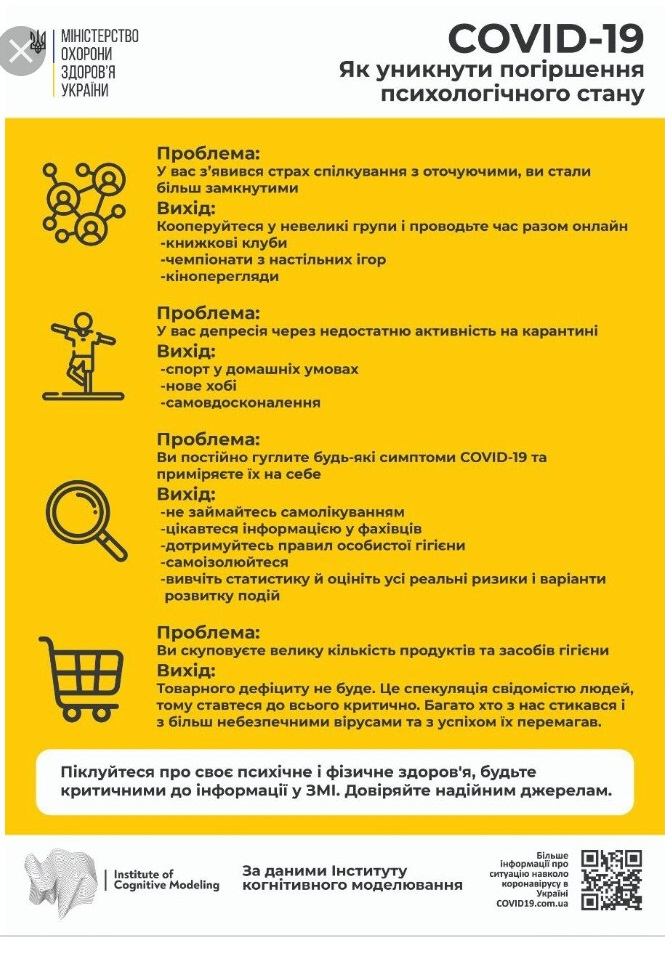 МІНІСТЕРСТВО
ОХОРОНИ
ЗДОРОВ'Я
УКРАЇНИ
COVID-19
Як уникнути погіршення
психологічного стану
Проблема:
У вас з’явився страх спілкування з оточуючими, ви стали
більш замкнутими
Вихід:
Кооперуйтеся у невеликі групи і проводьте час разом онлайн
-книжкові клуби
-чемпіонати з настільних ігор
-кіноперегляди
Проблема:
У вас депресія через недостатню активність на карантині
Вихід:
-спорт у домашніх умовах
-нове хобі
-самовдосконалення
Проблема:
Ви постійно гуглите будь-які симптоми COVID-19 та
приміряєте їх на себе
Вихід:
-не займайтесь самолікуванням
-цікавтеся інформацією у фахівців
-дотримуйтесь правил особистої гігієни
-самоізолюйтеся
-вивчіть статистику й оцініть усі реальні ризики і варіанти
розвитку подій
Проблема:
Ви скуповуєте велику кількість продуктів та засобів гігієни
Вихід:
Товарного дефіциту не буде. Це спекуляція свідомістю людей,
тому ставтеся до всього критично. Багато хто з нас стикався і
з більш небезпечними вірусами та з успіхом їх перемагав.
Піклуйтеся про своє психічне і фізичне здоров'я, будьте
критичними до інформації у ЗМІ. Довіряйте надійним джерелам.
Institute of
Cognitive Modeling
За даними Інституту
когнітивного моделювання
Більше
інформації про
ситуацію навколо
коронавірусу в
Україні
COVID19.com.ua